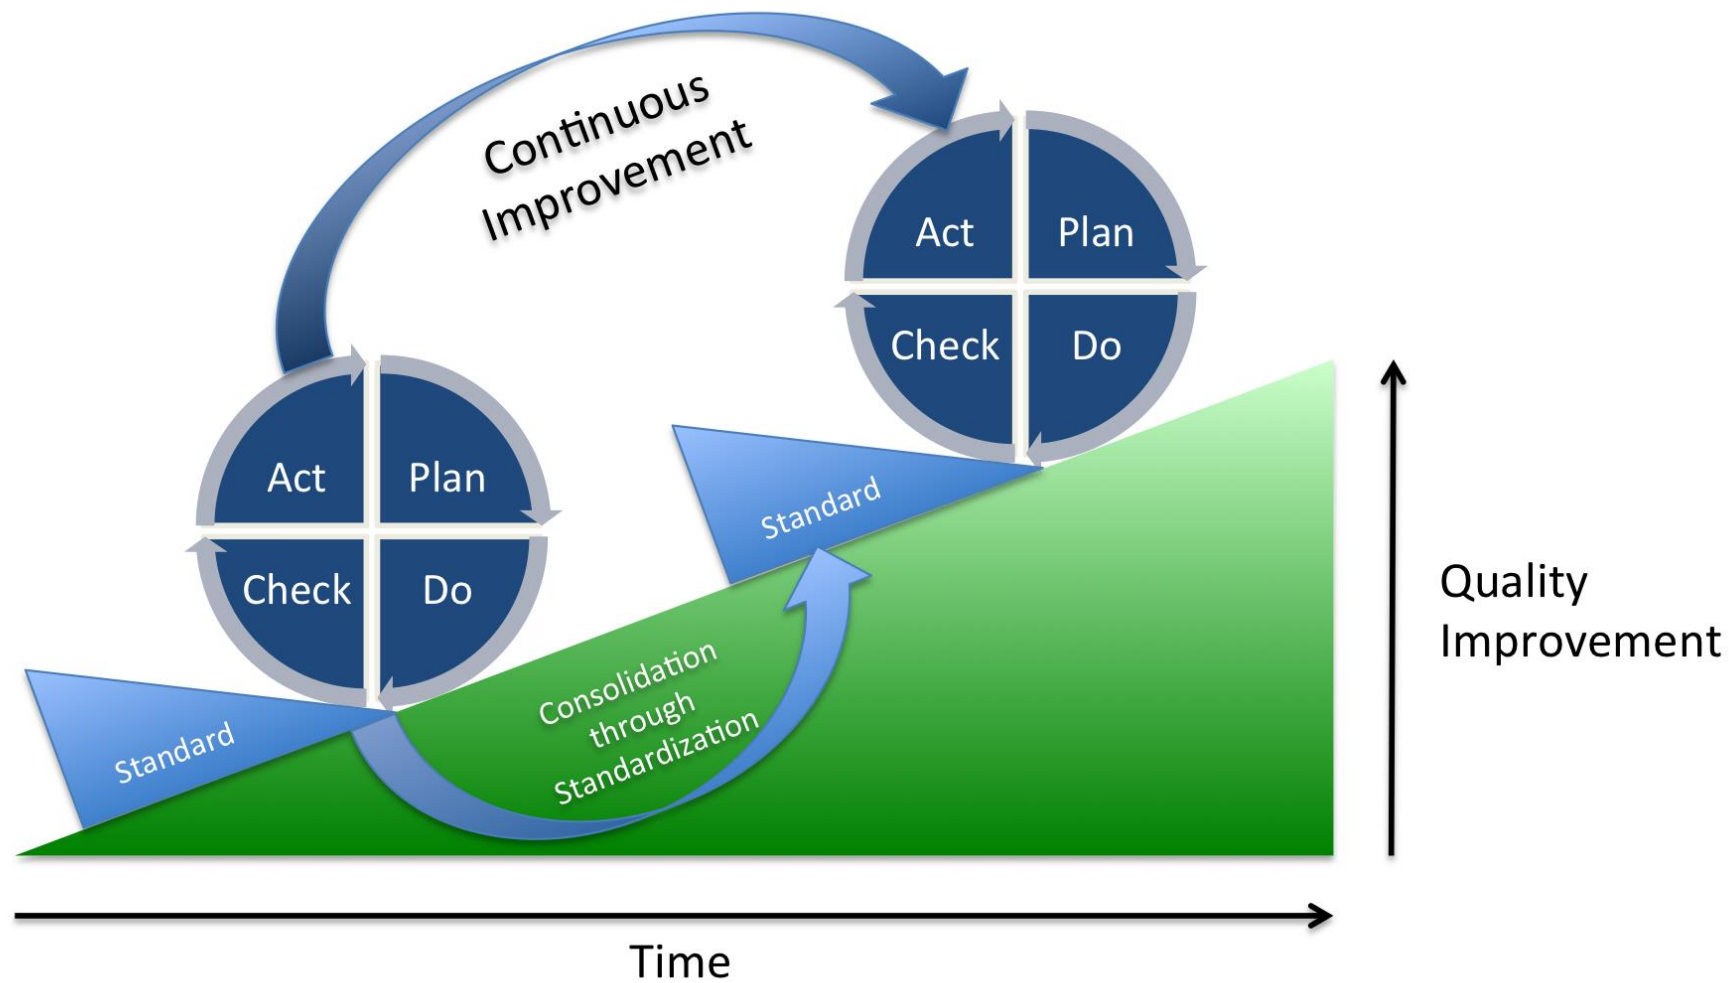 Continuous
Improvement
Act
Plan
Check
Do
Act
Plan
Check
Do
Standard
Standard
Consolidation
through
Standardization
Quality
Improvement
Time